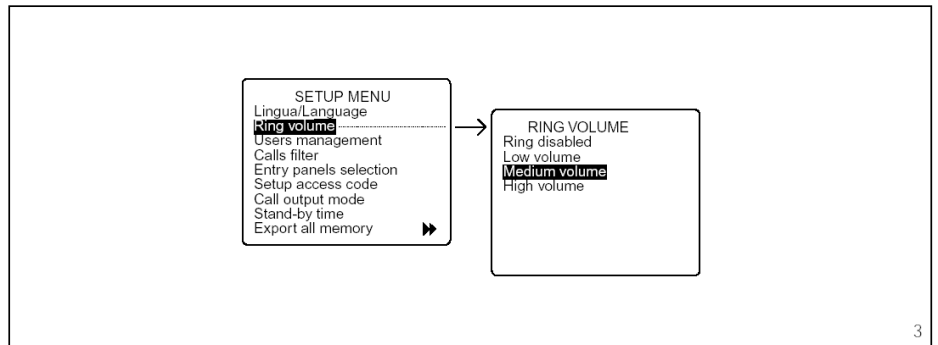 SETUP MENU
Lingua/Language
Ring volume
Users management
Calls filter
Entry panels selection
Setup access code
Call output mode
Stand-by time
Export all memory
RING VOLUME
Ring disabled
Low volume
Medium volume
High volume
3